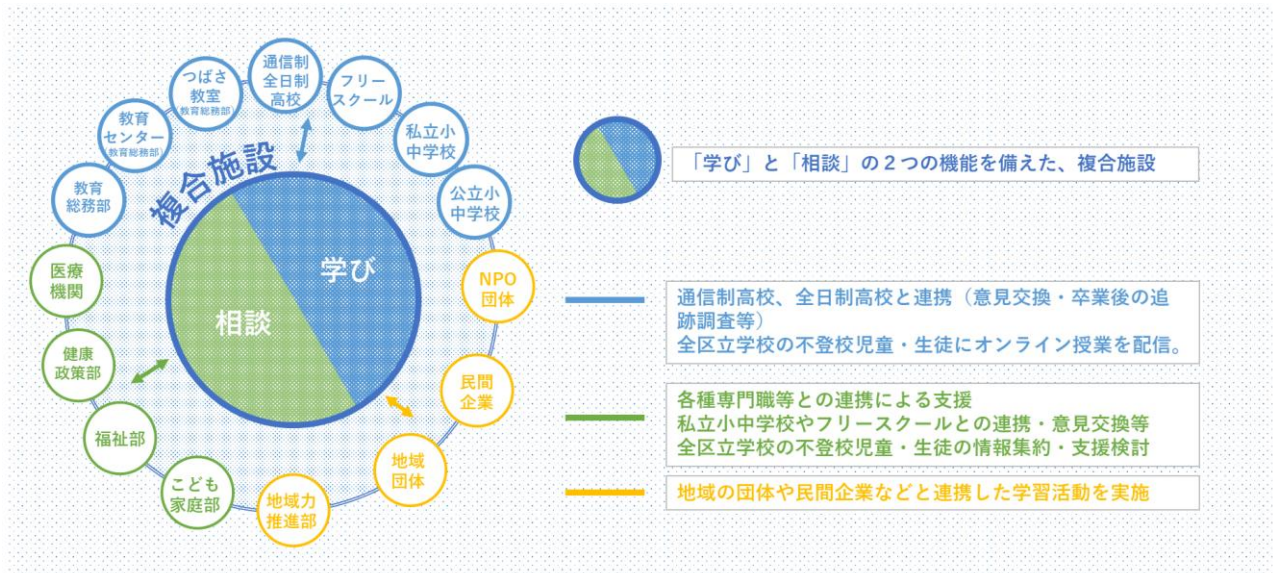 通信制
全日制
高校
フリー
スクール
つばさ
教室
(教育総務部)
教育
センター
(教育総務部)
私立小
中学校
公立小
中学校
教育
総務部
複合施設
医療
機関
学び
相談
NPO
団体
健康
政策部
民間
企業
福祉部
地域
団体
こども
家庭部
地域力
推進部
「学び」と「相談」の２つの機能を備えた、複合施設
通信制高校、全日制高校と連携（意見交換・卒業後の追
跡調査等）
全区立学校の不登校児童・生徒にオンライン授業を配信。
各種専門職等との連携による支援
私立小中学校やフリースクールとの連携・意見交換等
全区立学校の不登校児童・生徒の情報集約・支援検討
地域の団体や民間企業などと連携した学習活動を実施